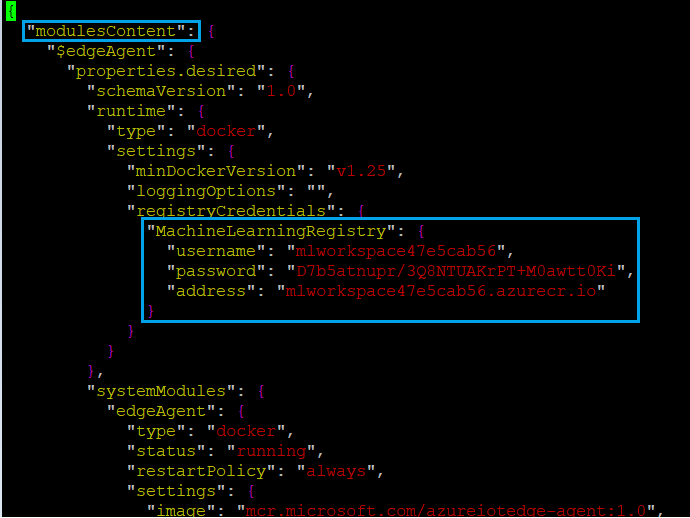 {
"modulesContent": {
"$edgeAgent": {
"properties.desired": {
"schemaVersion": "1.0",
"runtime": {
"type": "docker",
"settings": {
"minDockerVersion": "v1.25",
"loggingOptions": "",
"registryCredentials": {
"MachineLearningRegistry": {
"username": "mlworkspace47e5cab56",
"password": "D7b5atnupr/3Q8NTUAKrPT+M0awtt0Ki",
"address": "mlworkspace47e5cab56.azurecr.io"
}
}
}
},
"systemModules": {
"edgeAgent": {
"type": "docker",
"status": "running",
"restartPolicy": "always",
"settings": {
"image": "mcr.microsoft.com/azureiotedge-agent:1.0",